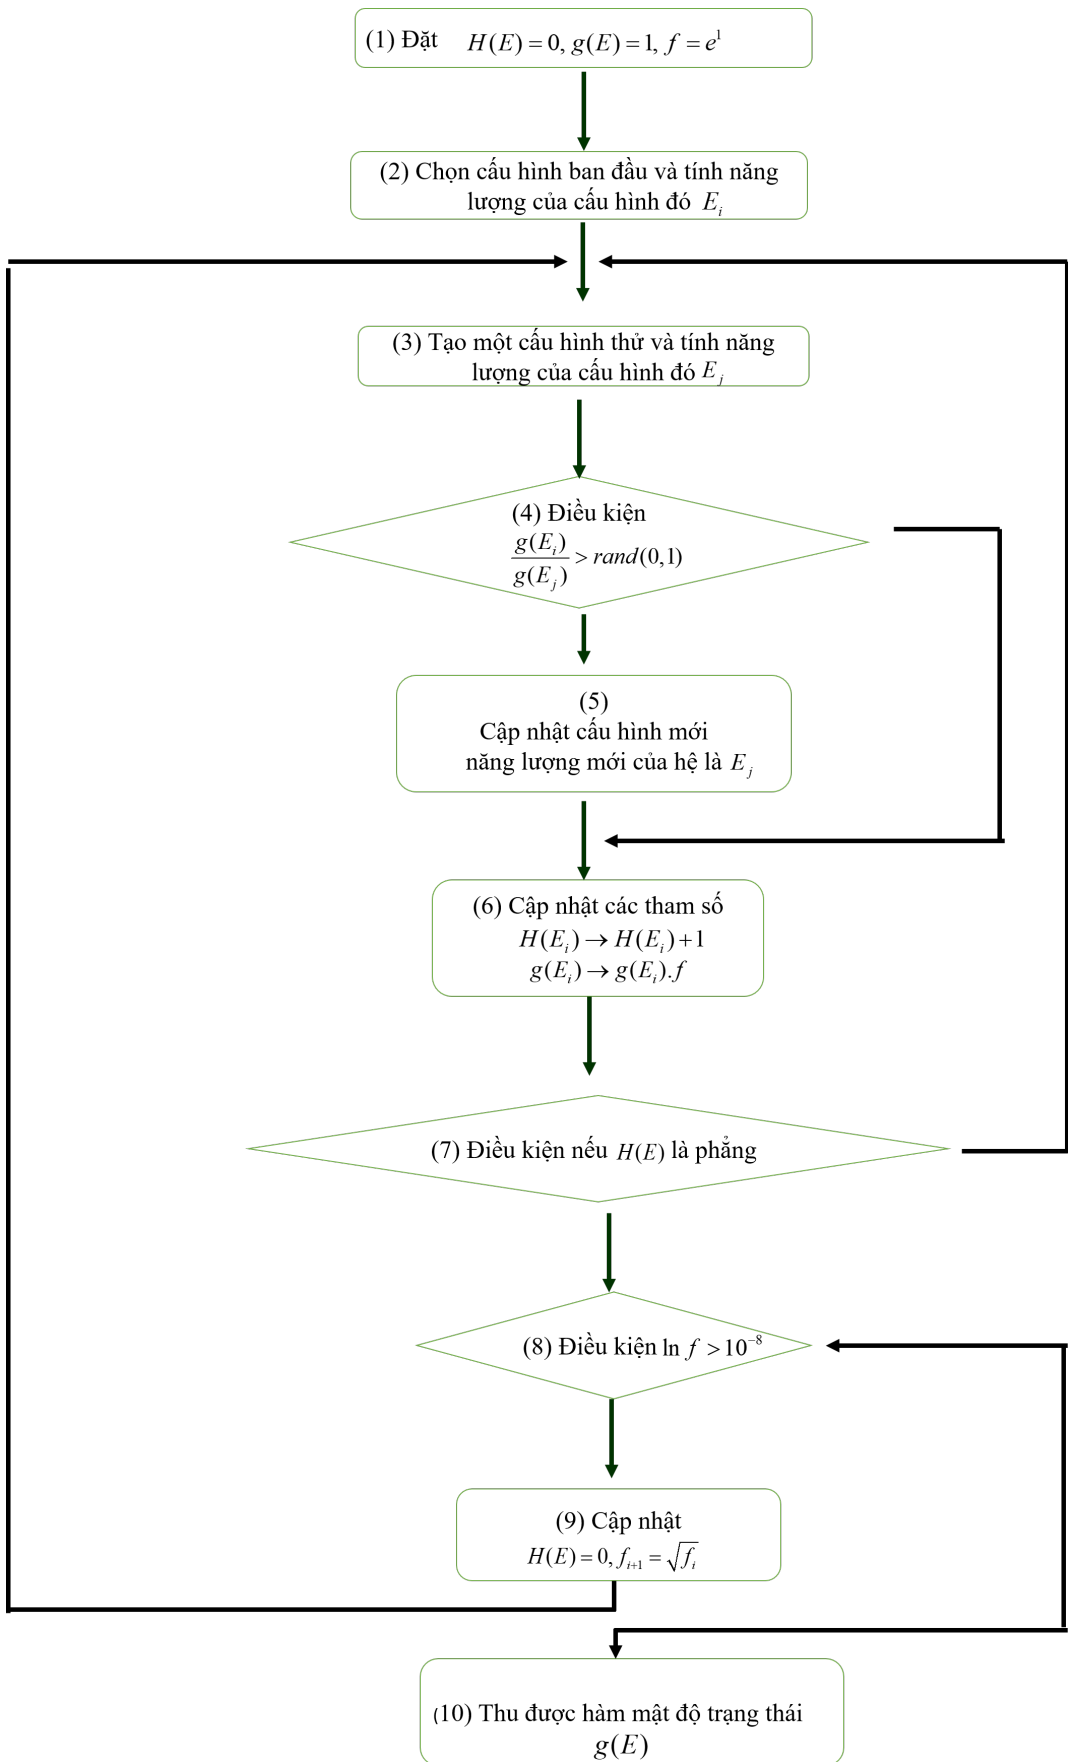 (1) Đặt H(E) = 0, g(E) = 1, f = e¹
(2) Chọn cấu hình ban đầu và tính năng
lượng của cấu hình đó E_i
(3) Tạo một cấu hình thử và tính năng
lượng của cấu hình đó E_j
(4) Điều kiện
g(E_i)/g(E_j) > rand(0,1)
(5)
Cập nhật cấu hình mới
năng lượng mới của hệ là E_j
(6) Cập nhật các tham số
H(E_i) → H(E_i)+1
g(E_i) → g(E_i).f
(7) Điều kiện nếu H(E) là phẳng
(8) Điều kiện ln f > 10⁻⁸
(9) Cập nhật
H(E) = 0, f_{i+1} = √f_i
(10) Thu được hàm mật độ trạng thái
g(E)